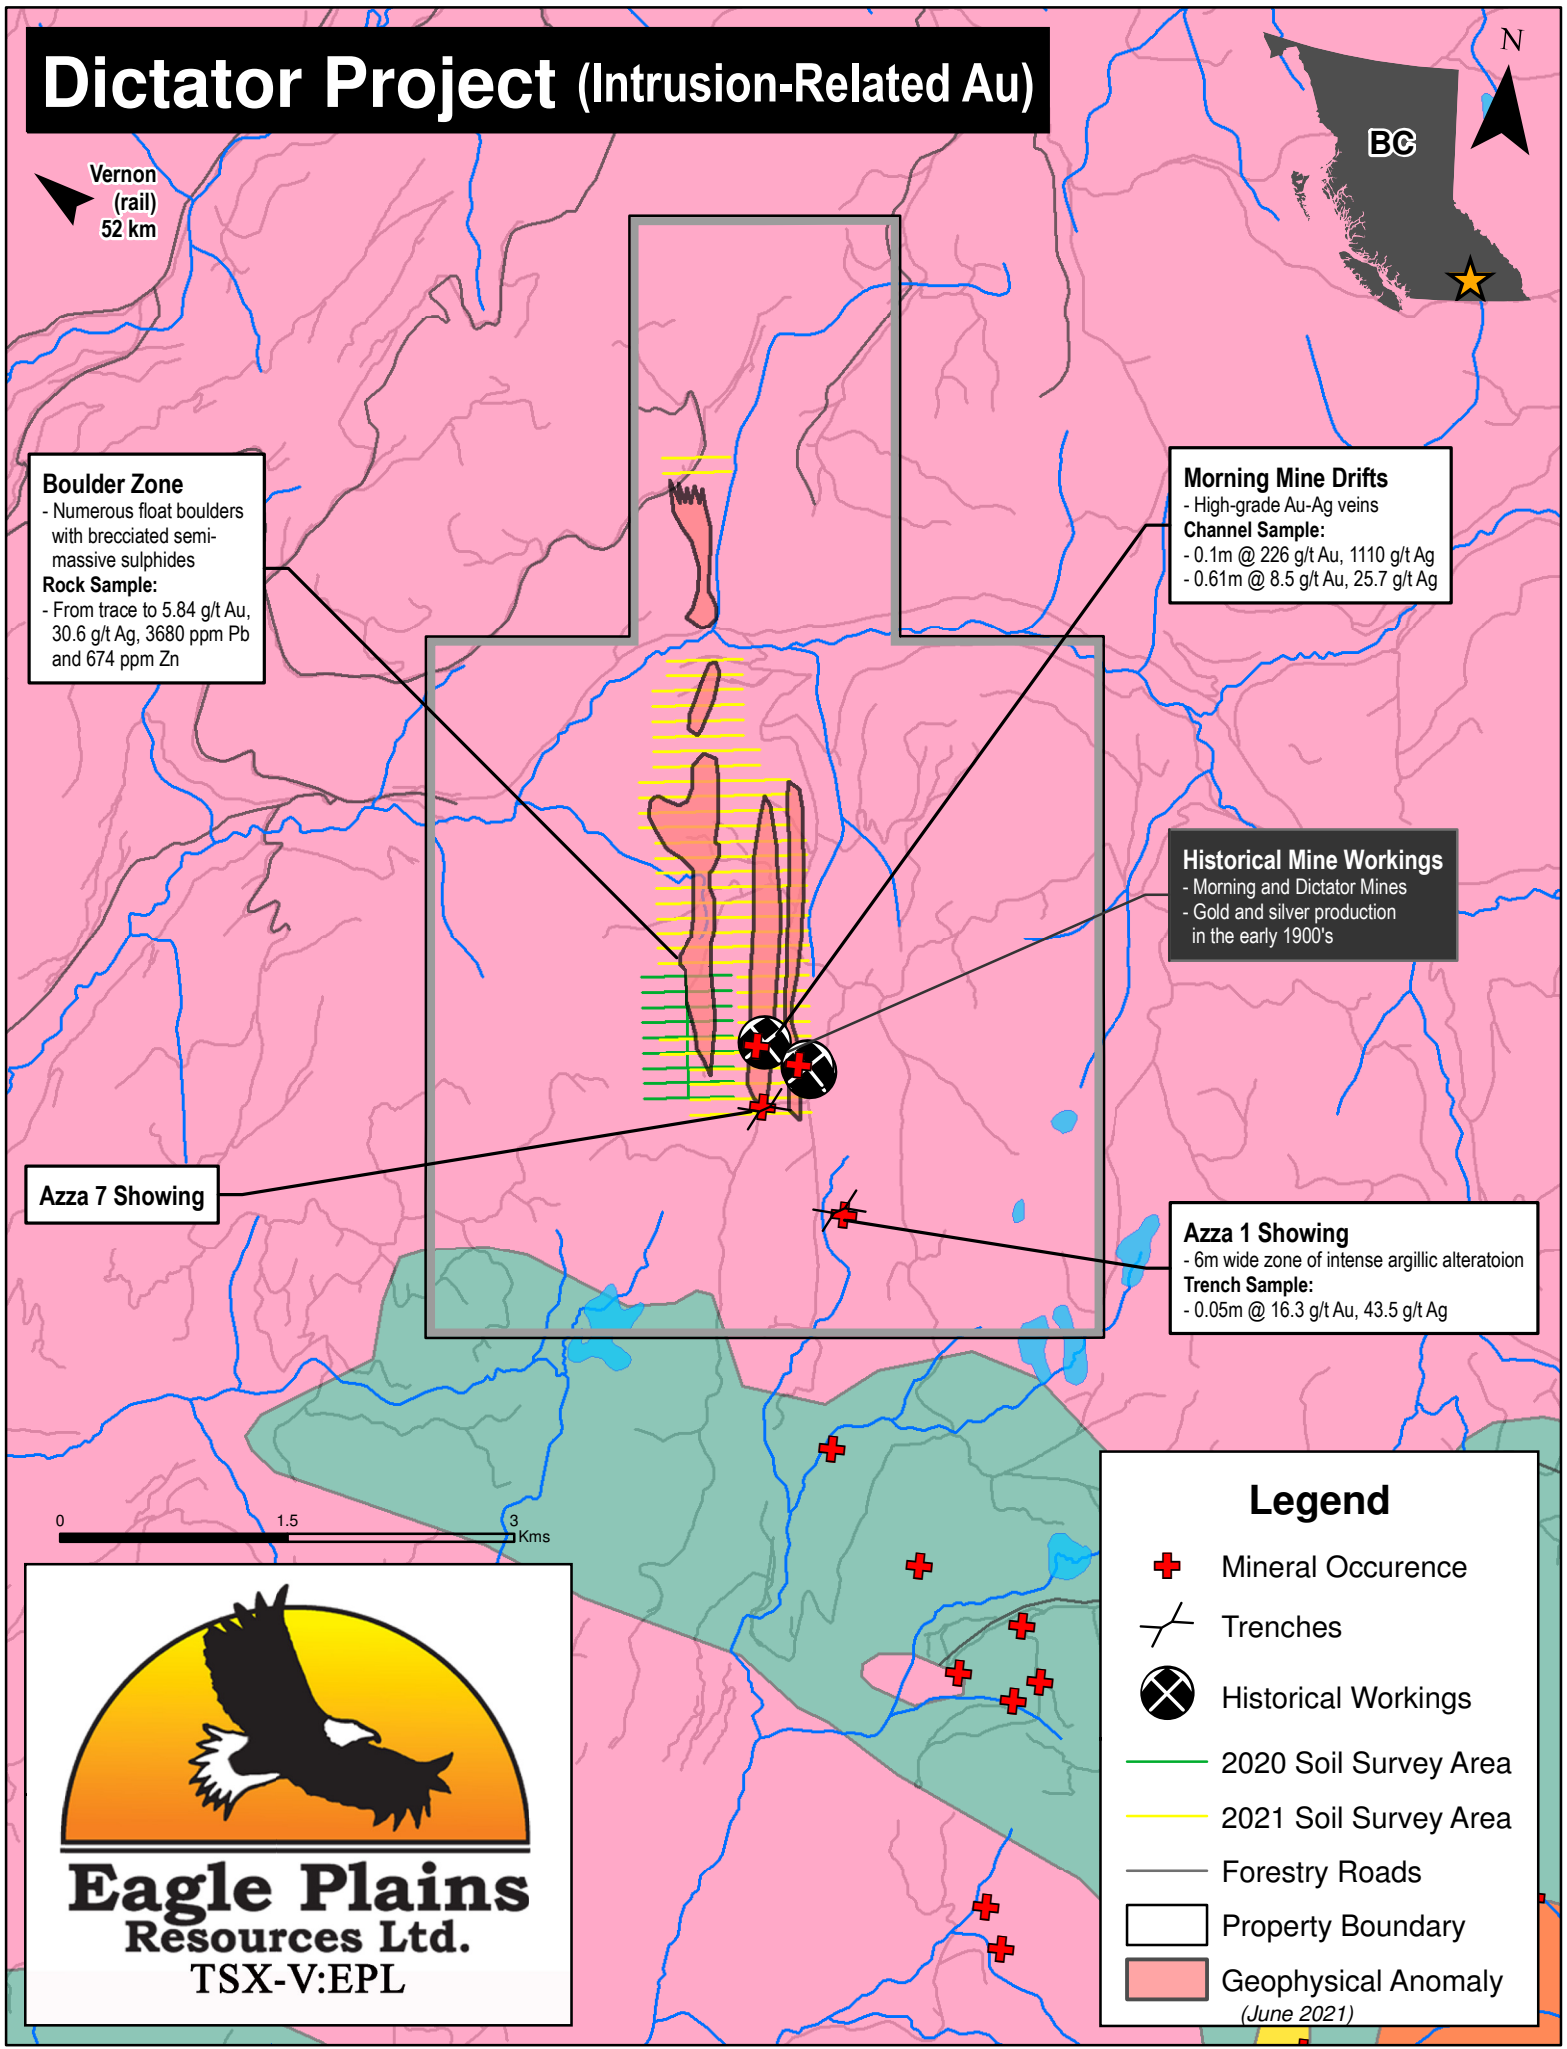 Dictator Project (Intrusion-Related Au)
N
BC
Vernon
(rail)
52 km
Boulder Zone
- Numerous float boulders
with brecciated semi-
massive sulphides
Rock Sample:
- From trace to 5.84 g/t Au,
30.6 g/t Ag, 3680 ppm Pb
and 674 ppm Zn
Morning Mine Drifts
- High-grade Au-Ag veins
Channel Sample:
- 0.1m @ 226 g/t Au, 1110 g/t Ag
- 0.61m @ 8.5 g/t Au, 25.7 g/t Ag
Historical Mine Workings
- Morning and Dictator Mines
- Gold and silver production
in the early 1900's
Azza 7 Showing
Azza 1 Showing
- 6m wide zone of intense argillic alteratoion
Trench Sample:
- 0.05m @ 16.3 g/t Au, 43.5 g/t Ag
0 1.5 3
Kms
Eagle Plains
Resources Ltd.
TSX-V:EPL
Legend
Mineral Occurence
Trenches
Historical Workings
2020 Soil Survey Area
2021 Soil Survey Area
Forestry Roads
Property Boundary
Geophysical Anomaly
(June 2021)